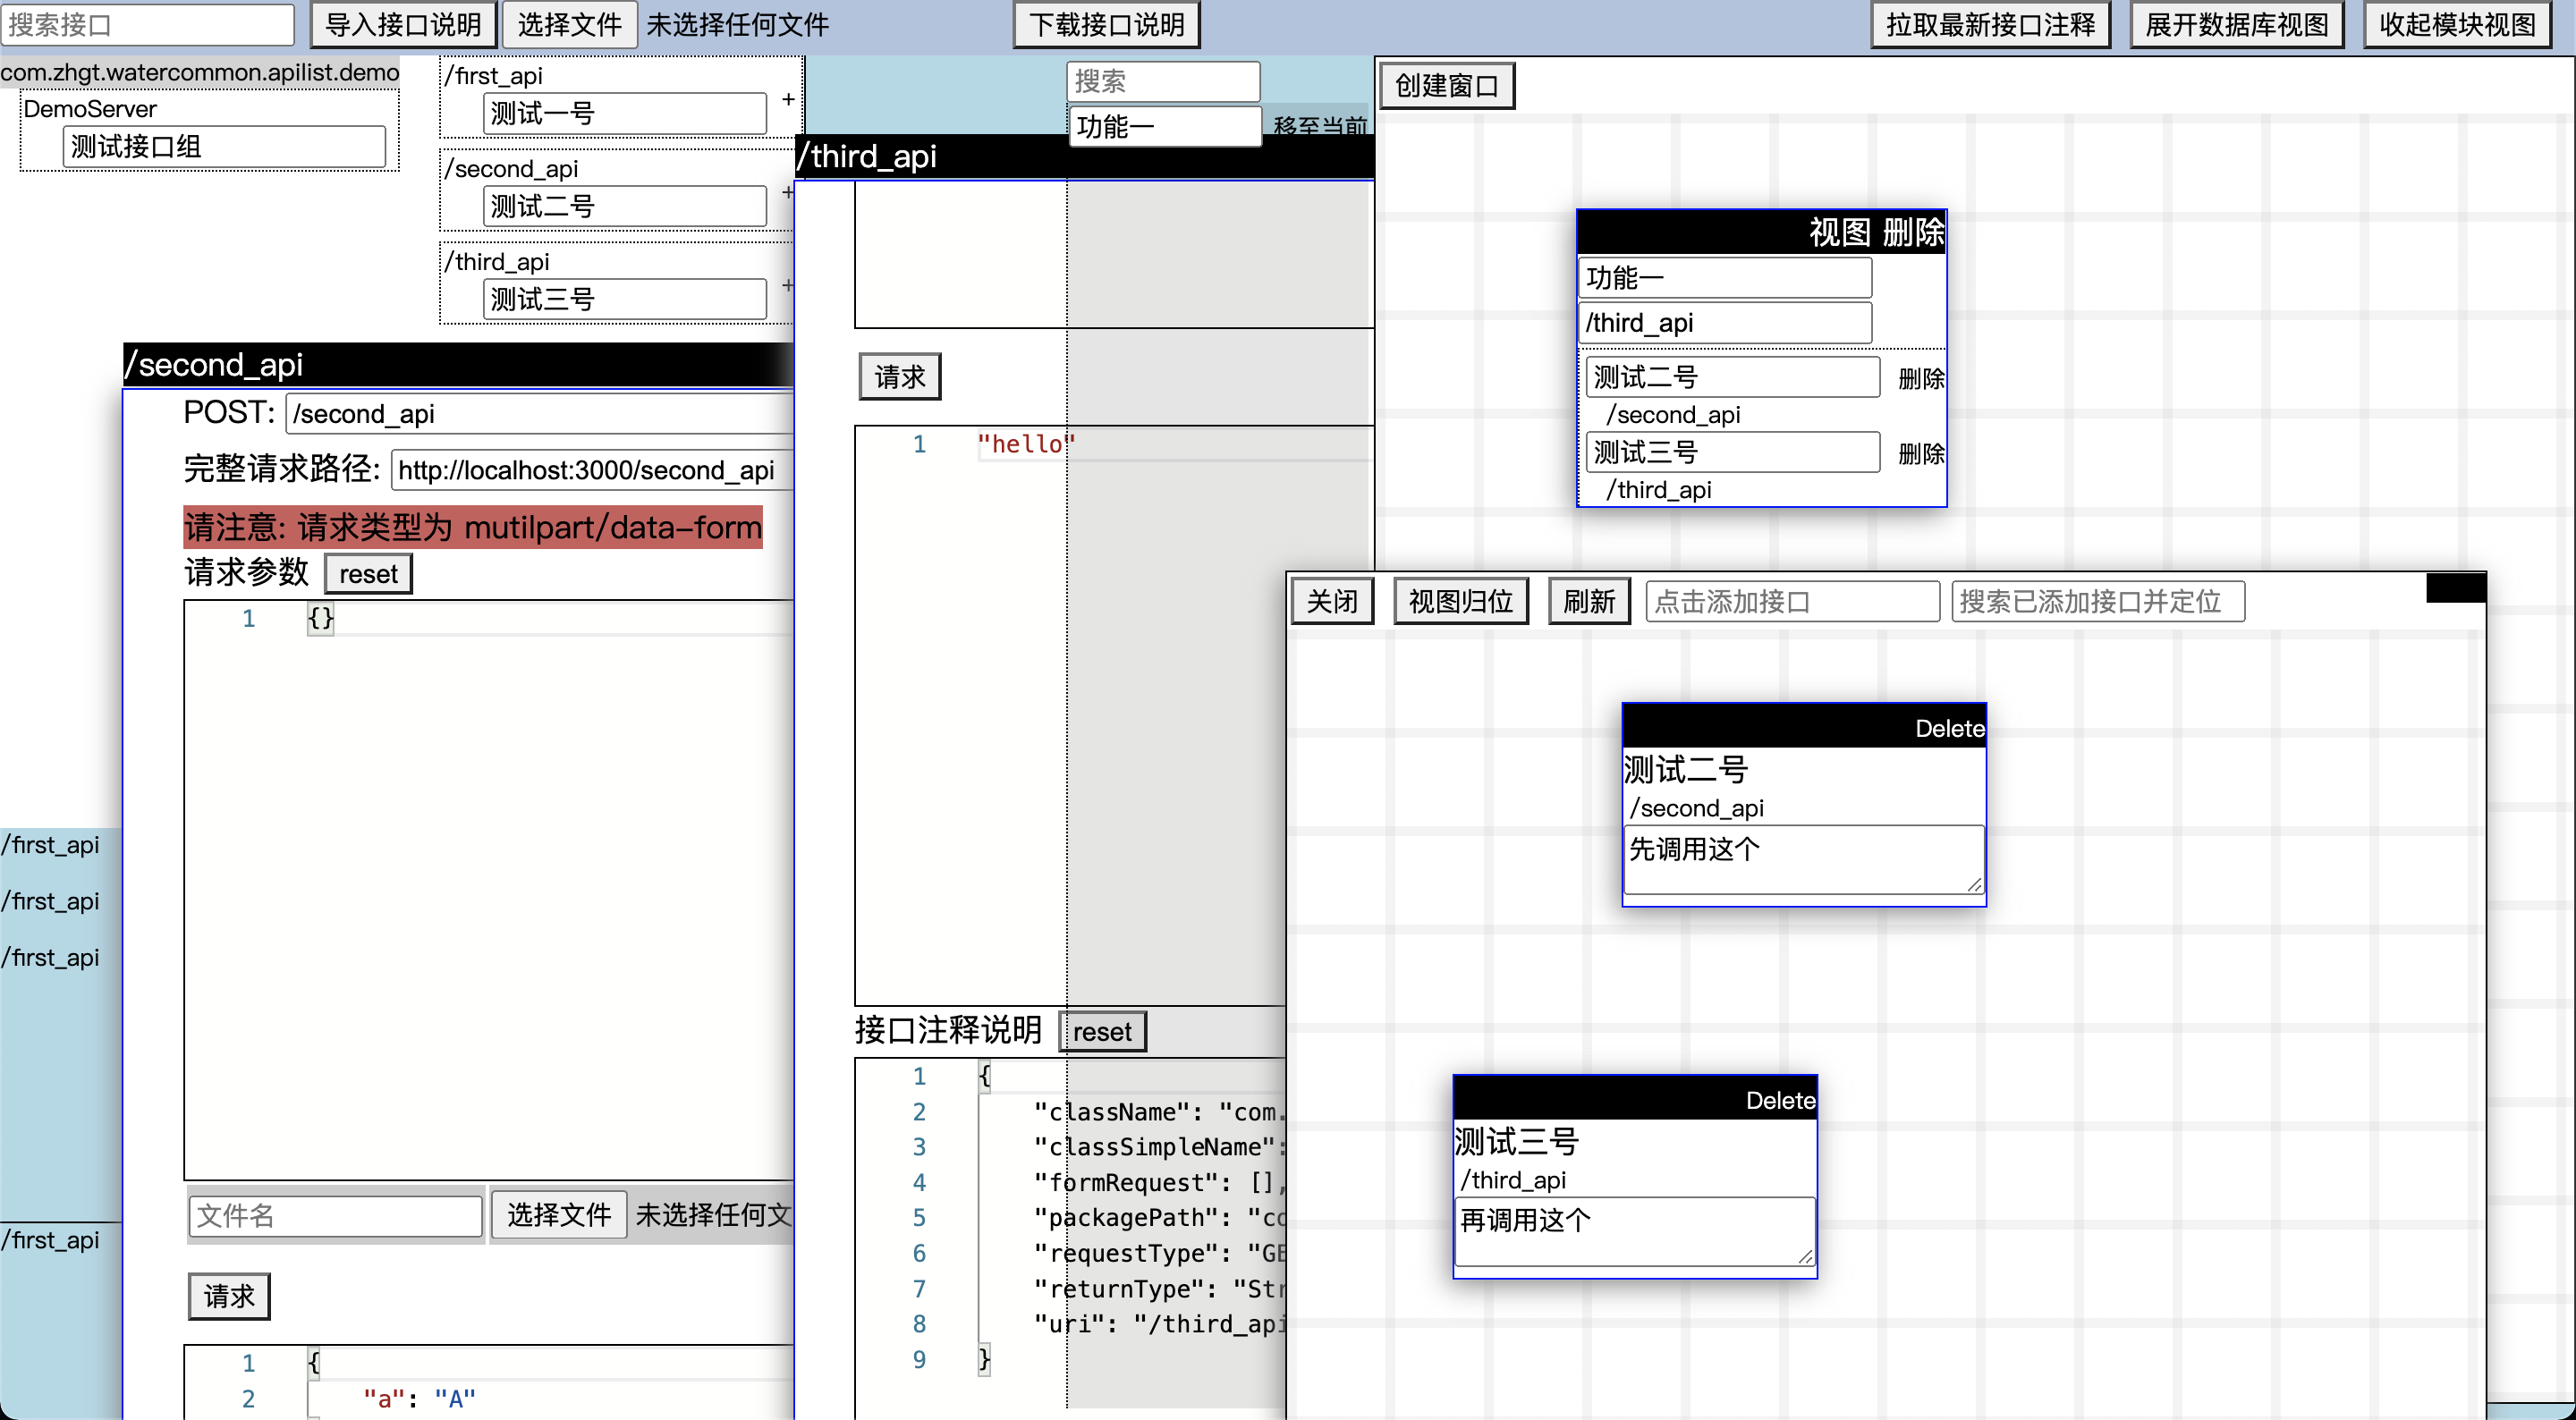 搜索接口 导入接口说明 选择文件 未选择任何文件 下载接口说明 拉取最新接口注释 展开数据库视图 收起模块视图
com.zhgt.watercommon.apilist.demo
DemoServer
测试接口组
/first_api
测试一号
+
/second_api
测试二号
+
/third_api
测试三号
+
搜索
功能一 移至当前
创建窗口
视图 删除
功能一
/third_api
测试二号 删除
/second_api
测试三号 删除
/third_api
/second_api
POST: /second_api
完整请求路径: http://localhost:3000/second_api
请注意: 请求类型为 mutilpart/data-form
请求参数 reset
1 {}
文件名 选择文件 未选择任何文
请求
1 {
2 "a": "A"
/third_api
请求
1 "hello"
接口注释说明 reset
1 {
2 "className": "com.
3 "classSimpleName":
4 "formRequest": [],
5 "packagePath": "co
6 "requestType": "GE
7 "returnType": "Str
8 "uri": "/third_api
9 }
关闭 视图归位 刷新 点击添加接口 搜索已添加接口并定位
Delete
测试二号
/second_api
先调用这个
Delete
测试三号
/third_api
再调用这个
/first_api
/first_api
/first_api
/first_api